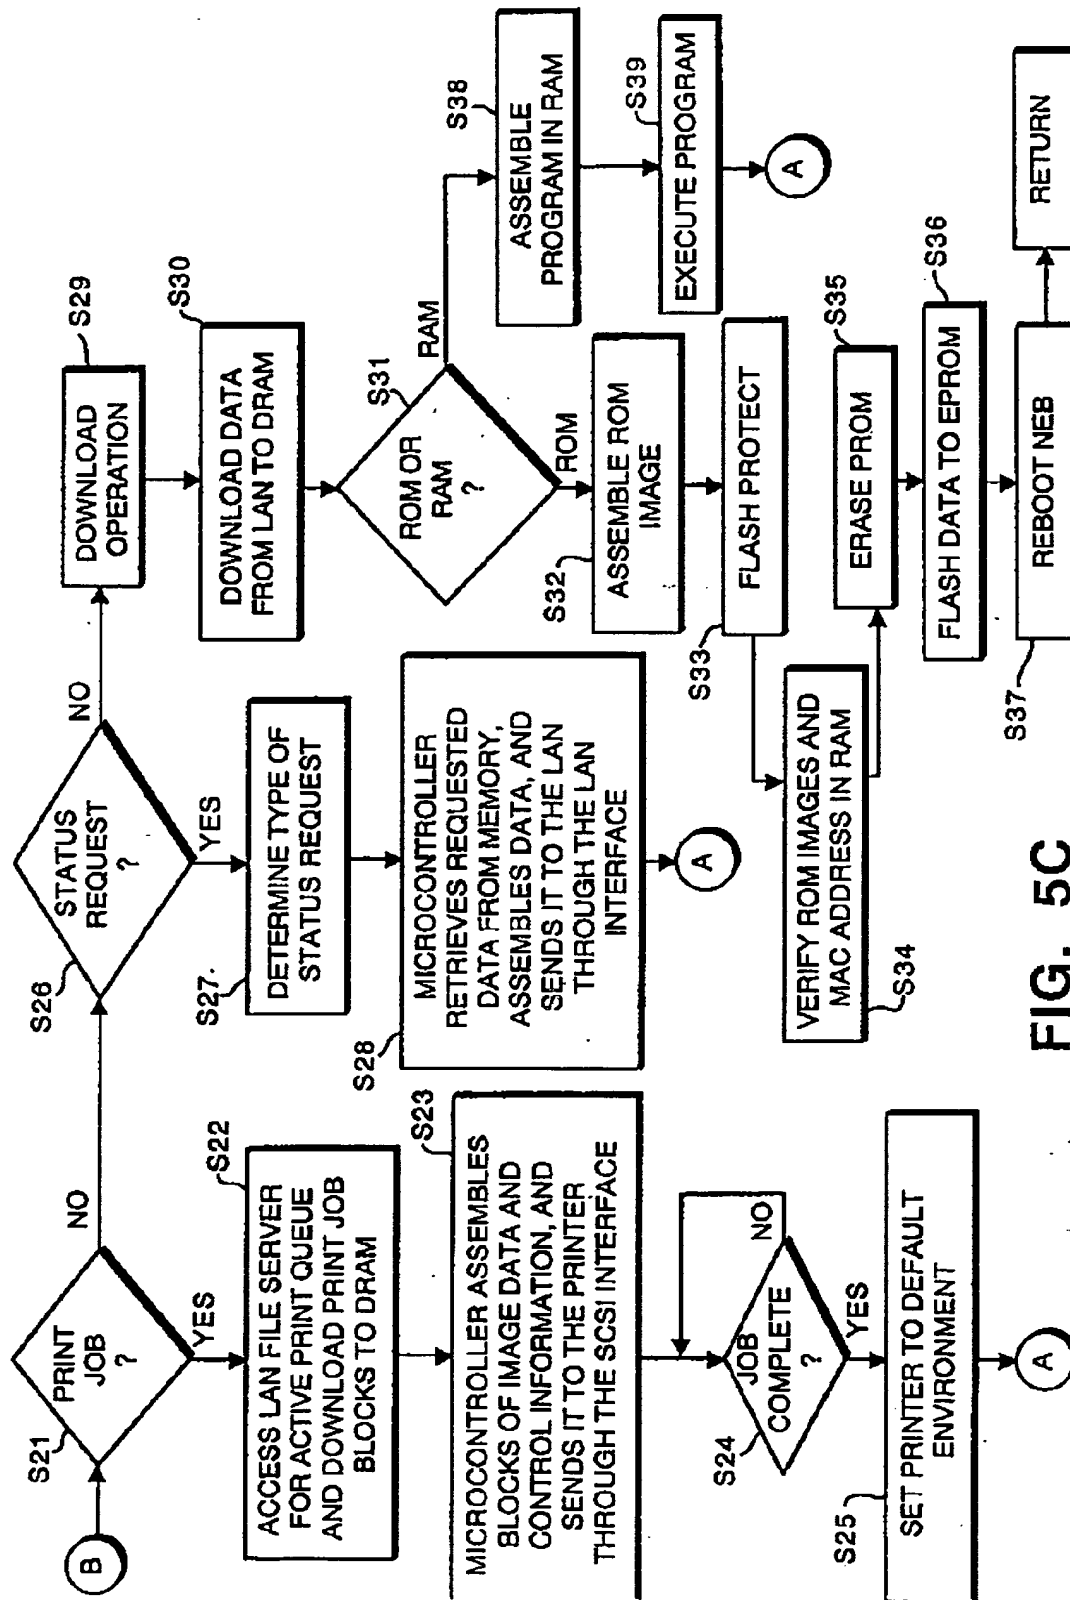 B
S21
PRINT
JOB
?
NO
YES
S22
ACCESS LAN FILE SERVER
FOR ACTIVE PRINT QUEUE
AND DOWNLOAD PRINT JOB
BLOCKS TO DRAM
S23
MICROCONTROLLER ASSEMBLES
BLOCKS OF IMAGE DATA AND
CONTROL INFORMATION, AND
SENDS IT TO THE PRINTER
THROUGH THE SCSI INTERFACE
S24
JOB
COMPLETE
?
NO
YES
S25
SET PRINTER TO DEFAULT
ENVIRONMENT
A
S26
STATUS
REQUEST
?
NO
YES
S27
DETERMINE TYPE OF
STATUS REQUEST
S28
MICROCONTROLLER
RETRIEVES REQUESTED
DATA FROM MEMORY,
ASSEMBLES DATA, AND
SENDS IT TO THE LAN
THROUGH THE LAN
INTERFACE
A
S29
DOWNLOAD
OPERATION
S30
DOWNLOAD DATA
FROM LAN TO DRAM
S31
ROM OR
RAM
?
RAM
ROM
S32
ASSEMBLE ROM
IMAGE
S33
FLASH PROTECT
VERIFY ROM IMAGES AND
MAC ADDRESS IN RAM
S34
S35
ERASE PROM
S36
FLASH DATA TO EPROM
S37
REBOOT NEB
RETURN
S38
ASSEMBLE
PROGRAM IN RAM
S39
EXECUTE PROGRAM
A
FIG. 5C